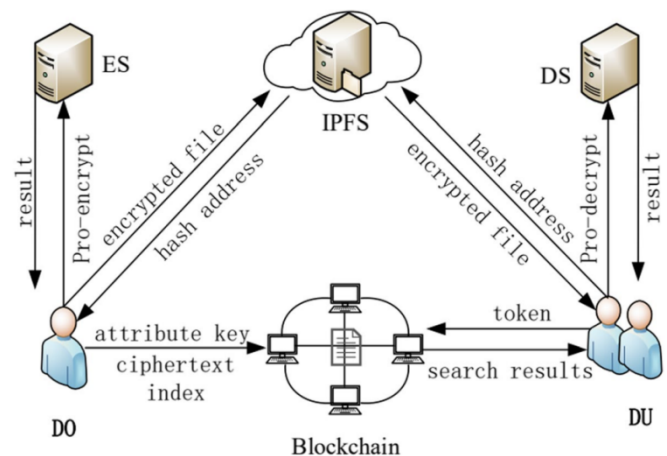 ES
IPFS
DS
result
Pro-encrypt
encrypted file
hash address
hash address
encrypted file
Pro-decrypt
result
attribute key
ciphertext
index
token
search results
DO
Blockchain
DU